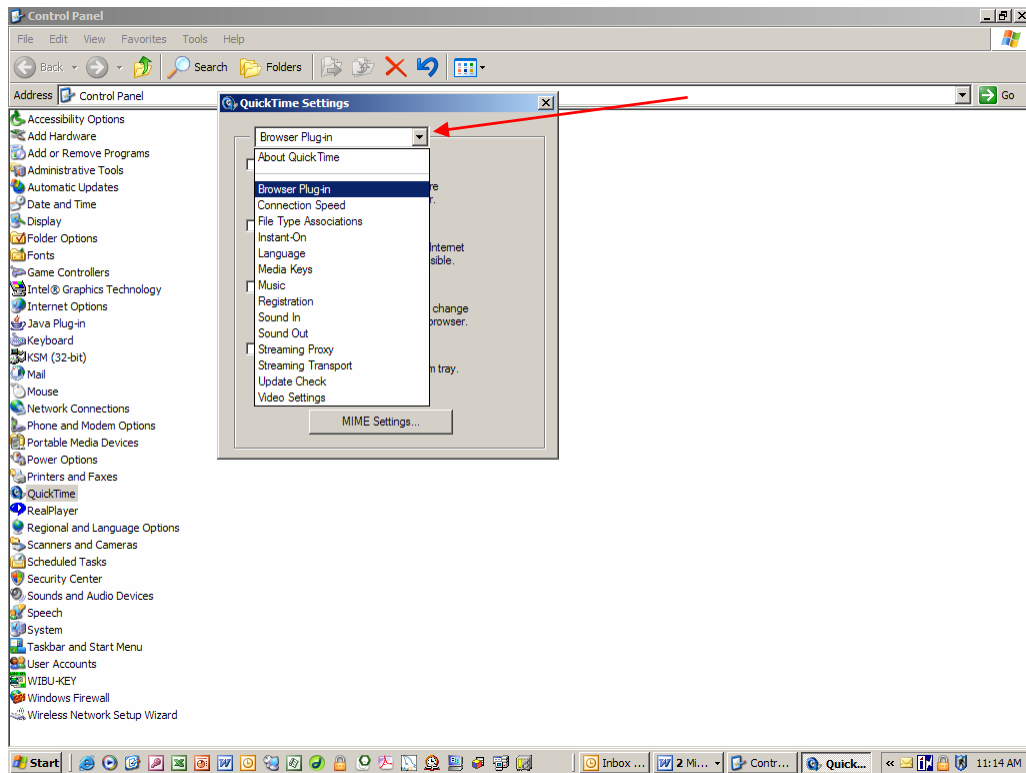 Control Panel
File Edit View Favorites Tools Help
Back Search Folders
Address Control Panel Go
Accessibility Options
Add Hardware
Add or Remove Programs
Administrative Tools
Automatic Updates
Date and Time
Display
Folder Options
Fonts
Game Controllers
Intel® Graphics Technology
Internet Options
Java Plug-in
Keyboard
KSM (32-bit)
Mail
Mouse
Network Connections
Phone and Modem Options
Portable Media Devices
Power Options
Printers and Faxes
QuickTime
RealPlayer
Regional and Language Options
Scanners and Cameras
Scheduled Tasks
Security Center
Sounds and Audio Devices
Speech
System
Taskbar and Start Menu
User Accounts
WIBU-KEY
Windows Firewall
Wireless Network Setup Wizard
QuickTime Settings
Browser Plug-in
About QuickTime
Browser Plug-in
Connection Speed
File Type Associations
Instant-On
Language
Media Keys
Music
Registration
Sound In
Sound Out
Streaming Proxy
Streaming Transport
Update Check
Video Settings
re
r.
Internet
sible.
change
browser.
m tray.
MIME Settings...
Start Inbox ... 2 Mi... Contr... Quick... 11:14 AM